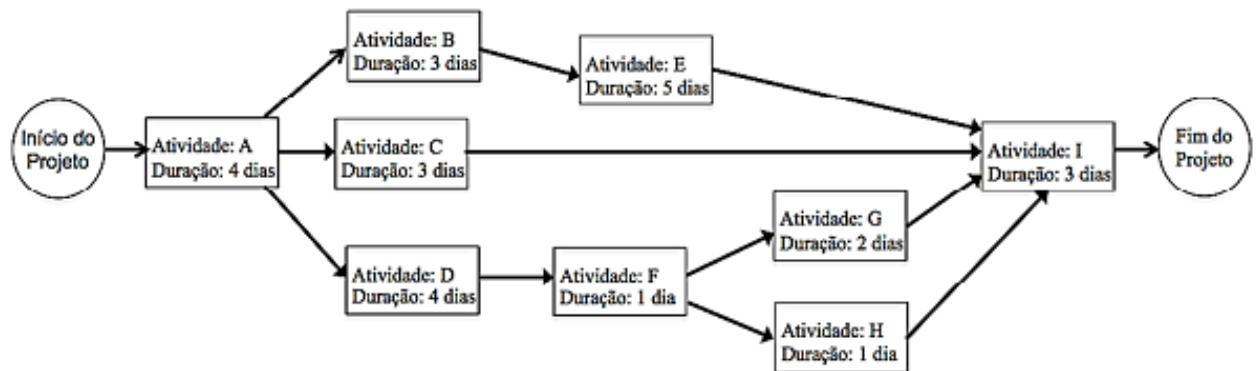 Início do
Projeto
Atividade: A
Duração: 4 dias
Atividade: B
Duração: 3 dias
Atividade: C
Duração: 3 dias
Atividade: D
Duração: 4 dias
Atividade: E
Duração: 5 dias
Atividade: F
Duração: 1 dia
Atividade: G
Duração: 2 dias
Atividade: H
Duração: 1 dia
Atividade: I
Duração: 3 dias
Fim do
Projeto